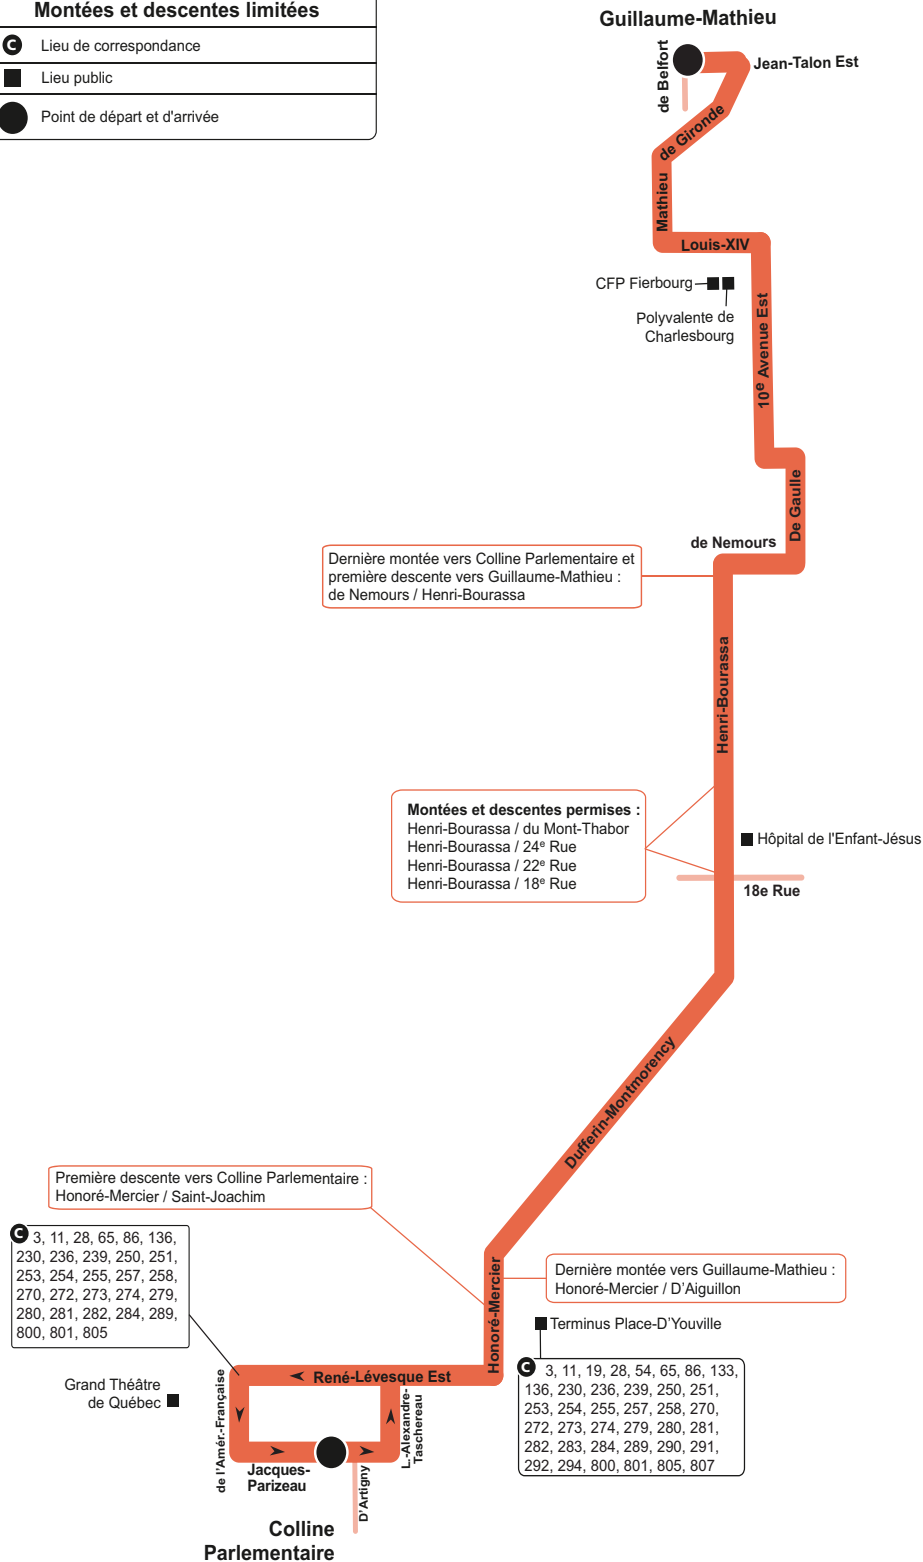 Montées et descentes limitées
C Lieu de correspondance
Lieu public
Point de départ et d'arrivée
Guillaume-Mathieu
de Belfort
Jean-Talon Est
de Gironde
Mathieu
Louis-XIV
CFP Fierbourg
Polyvalente de
Charlesbourg
10e Avenue Est
De Gaulle
de Nemours
Dernière montée vers Colline Parlementaire et
première descente vers Guillaume-Mathieu :
de Nemours / Henri-Bourassa
Henri-Bourassa
Montées et descentes permises :
Henri-Bourassa / du Mont-Thabor
Henri-Bourassa / 24e Rue
Henri-Bourassa / 22e Rue
Henri-Bourassa / 18e Rue
Hôpital de l'Enfant-Jésus
18e Rue
Dufferin-Montmorency
Première descente vers Colline Parlementaire :
Honoré-Mercier / Saint-Joachim
C 3, 11, 28, 65, 86, 136,
230, 236, 239, 250, 251,
253, 254, 255, 257, 258,
270, 272, 273, 274, 279,
280, 281, 282, 284, 289,
800, 801, 805
Honoré-Mercier
Dernière montée vers Guillaume-Mathieu :
Honoré-Mercier / D'Aiguillon
Terminus Place-D'Youville
C 3, 11, 19, 28, 54, 65, 86, 133,
136, 230, 236, 239, 250, 251,
253, 254, 255, 257, 258, 270,
272, 273, 274, 279, 280, 281,
282, 283, 284, 289, 290, 291,
292, 294, 800, 801, 805, 807
René-Lévesque Est
Grand Théâtre
de Québec
de l'Amér.-Française
L.-Alexandre-
Taschereau
Jacques-
Parizeau
D'Artigny
Colline
Parlementaire